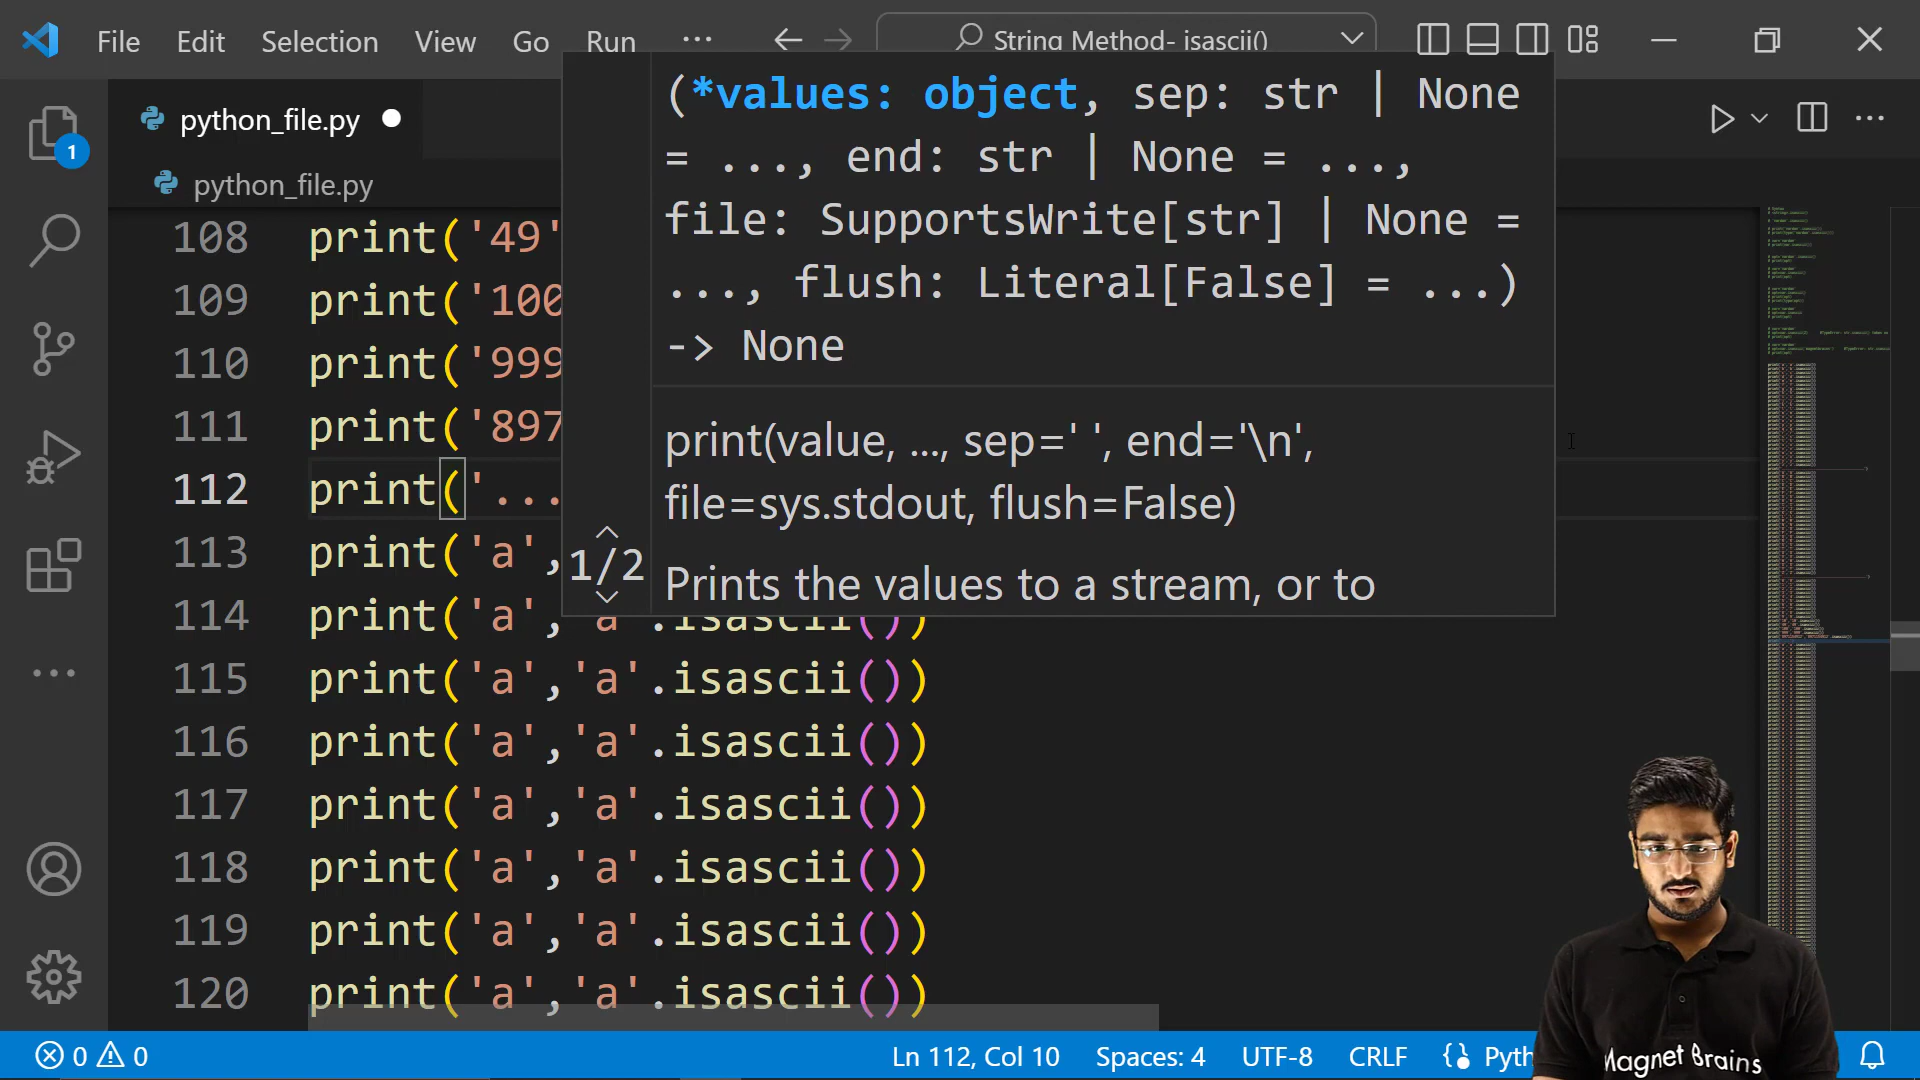 File Edit Selection View Go Run ... String Method- isascii()
python_file.py
1
python_file.py
(*values: object, sep: str | None
= ..., end: str | None = ...,
file: SupportsWrite[str] | None =
..., flush: Literal[False] = ...)
-> None
print(value, ..., sep=' ', end='\n',
file=sys.stdout, flush=False)
1/2
Prints the values to a stream, or to
108 print('49'
109 print('100
110 print('999
111 print('897
112 print('...
113 print('a',
114 print('a','a'.isascii())
115 print('a','a'.isascii())
116 print('a','a'.isascii())
117 print('a','a'.isascii())
118 print('a','a'.isascii())
119 print('a','a'.isascii())
120 print('a','a'.isascii())
0 0 Ln 112, Col 10 Spaces: 4 UTF-8 CRLF Pyth
Magnet Brains